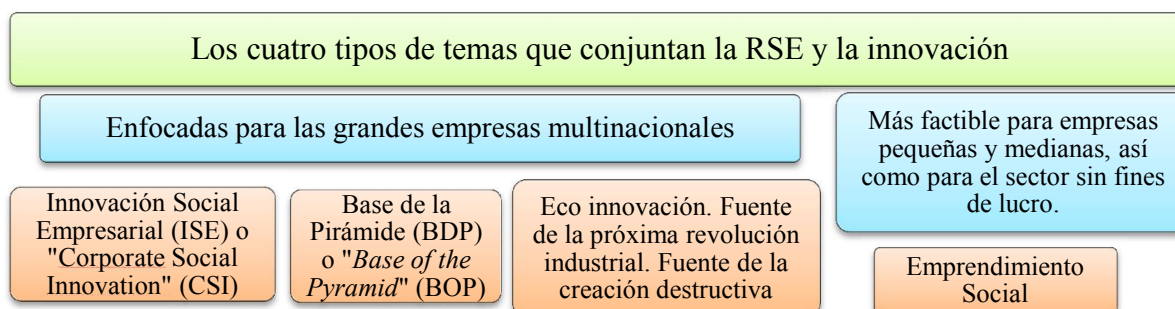 Los cuatro tipos de temas que conjuntan la RSE y la innovación
Enfocadas para las grandes empresas multinacionales
Más factible para empresas
pequeñas y medianas, así
como para el sector sin fines
de lucro.
Innovación Social
Empresarial (ISE) o
"Corporate Social
Innovation" (CSI)
Base de la
Pirámide (BDP)
o "Base of the
Pyramid" (BOP)
Eco innovación. Fuente
de la próxima revolución
industrial. Fuente de la
creación destructiva
Emprendimiento
Social